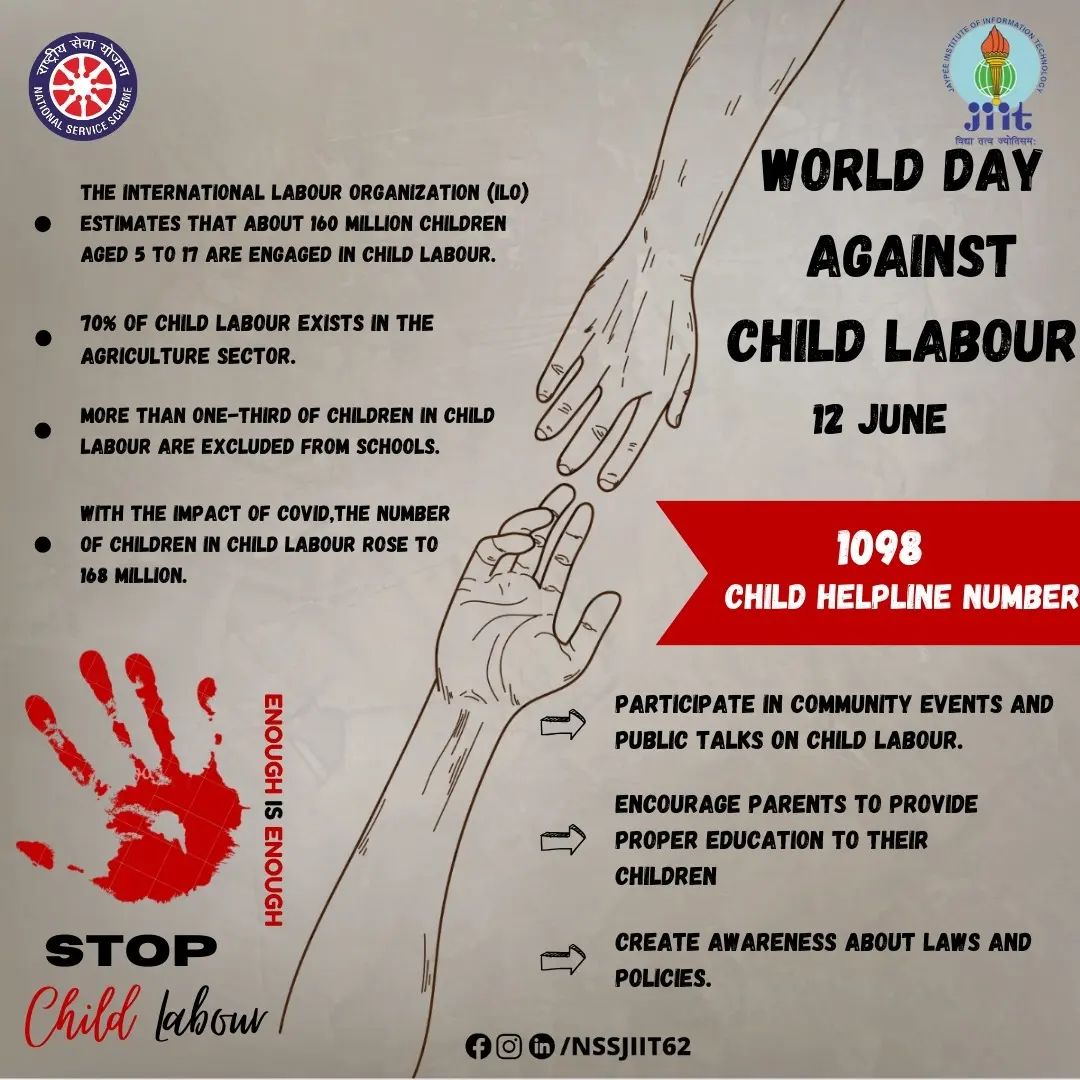 राष्ट्रीय सेवा योजना
NATIONAL SERVICE SCHEME
JAYPEE INSTITUTE OF INFORMATION TECHNOLOGY
jiit
विद्या तत्व ज्योतिसमः
WORLD DAY
AGAINST
CHILD LABOUR
12 JUNE
THE INTERNATIONAL LABOUR ORGANIZATION (ILO)
ESTIMATES THAT ABOUT 160 MILLION CHILDREN
AGED 5 TO 17 ARE ENGAGED IN CHILD LABOUR.
70% OF CHILD LABOUR EXISTS IN THE
AGRICULTURE SECTOR.
MORE THAN ONE-THIRD OF CHILDREN IN CHILD
LABOUR ARE EXCLUDED FROM SCHOOLS.
WITH THE IMPACT OF COVID,THE NUMBER
OF CHILDREN IN CHILD LABOUR ROSE TO
168 MILLION.
1098
CHILD HELPLINE NUMBER
PARTICIPATE IN COMMUNITY EVENTS AND
PUBLIC TALKS ON CHILD LABOUR.
ENCOURAGE PARENTS TO PROVIDE
PROPER EDUCATION TO THEIR
CHILDREN
CREATE AWARENESS ABOUT LAWS AND
POLICIES.
ENOUGH IS ENOUGH
STOP
Child labour
/NSSJIIT62